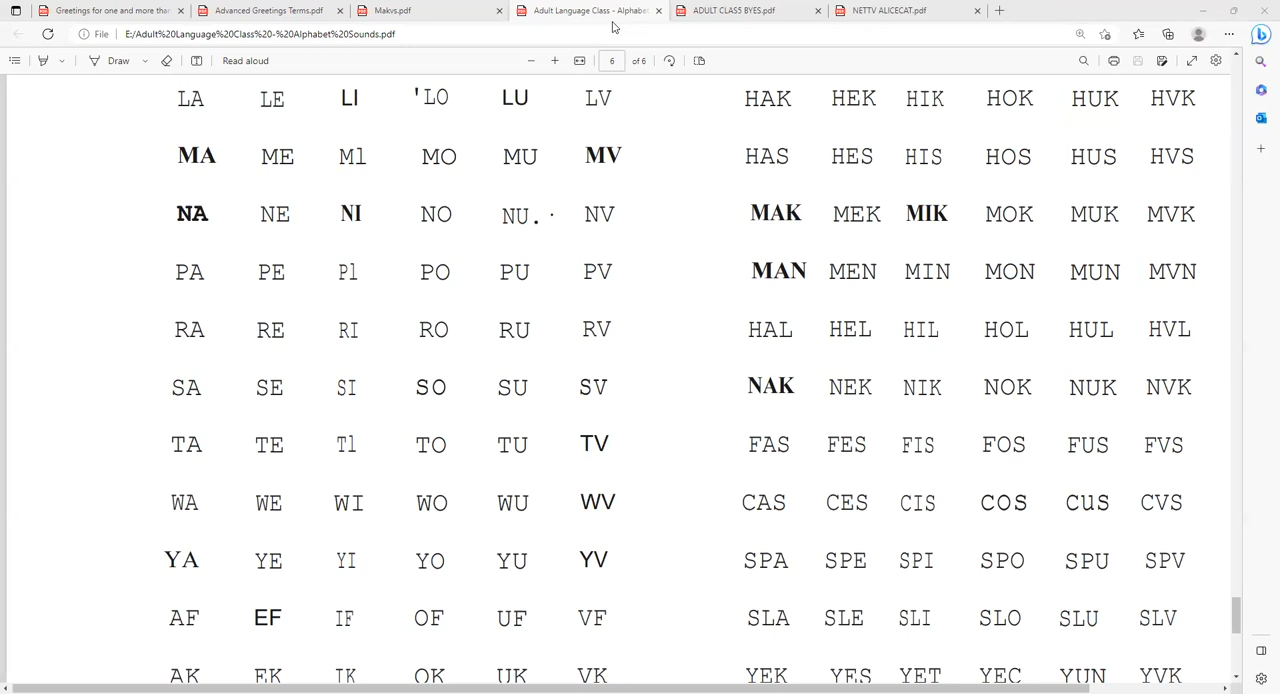 Greetings for one and more than
Advanced Greetings Terms.pdf
Makvs.pdf
Adult Language Class - Alphabet
ADULT CLAS5 BYES.pdf
NETTV ALICECAT.pdf
File E:/Adult%20Language%20Class%20-%20Alphabet%20Sounds.pdf
Draw Read aloud 6 of 6
LA LE LI 'LO LU LV HAK HEK HIK HOK HUK HVK
MA ME Ml MO MU MV HAS HES HIS HOS HUS HVS
NA NE NI NO NU. · NV MAK MEK MIK MOK MUK MVK
PA PE Pl PO PU PV MAN MEN MIN MON MUN MVN
RA RE RI RO RU RV HAL HEL HIL HOL HUL HVL
SA SE SI SO SU SV NAK NEK NIK NOK NUK NVK
TA TE Tl TO TU TV FAS FES FIS FOS FUS FVS
WA WE WI WO WU WV CAS CES CIS COS CUS CVS
YA YE YI YO YU YV SPA SPE SPI SPO SPU SPV
AF EF IF OF UF VF SLA SLE SLI SLO SLU SLV
AK EK IK OK UK VK YEK YES YET YEC YUN YVK